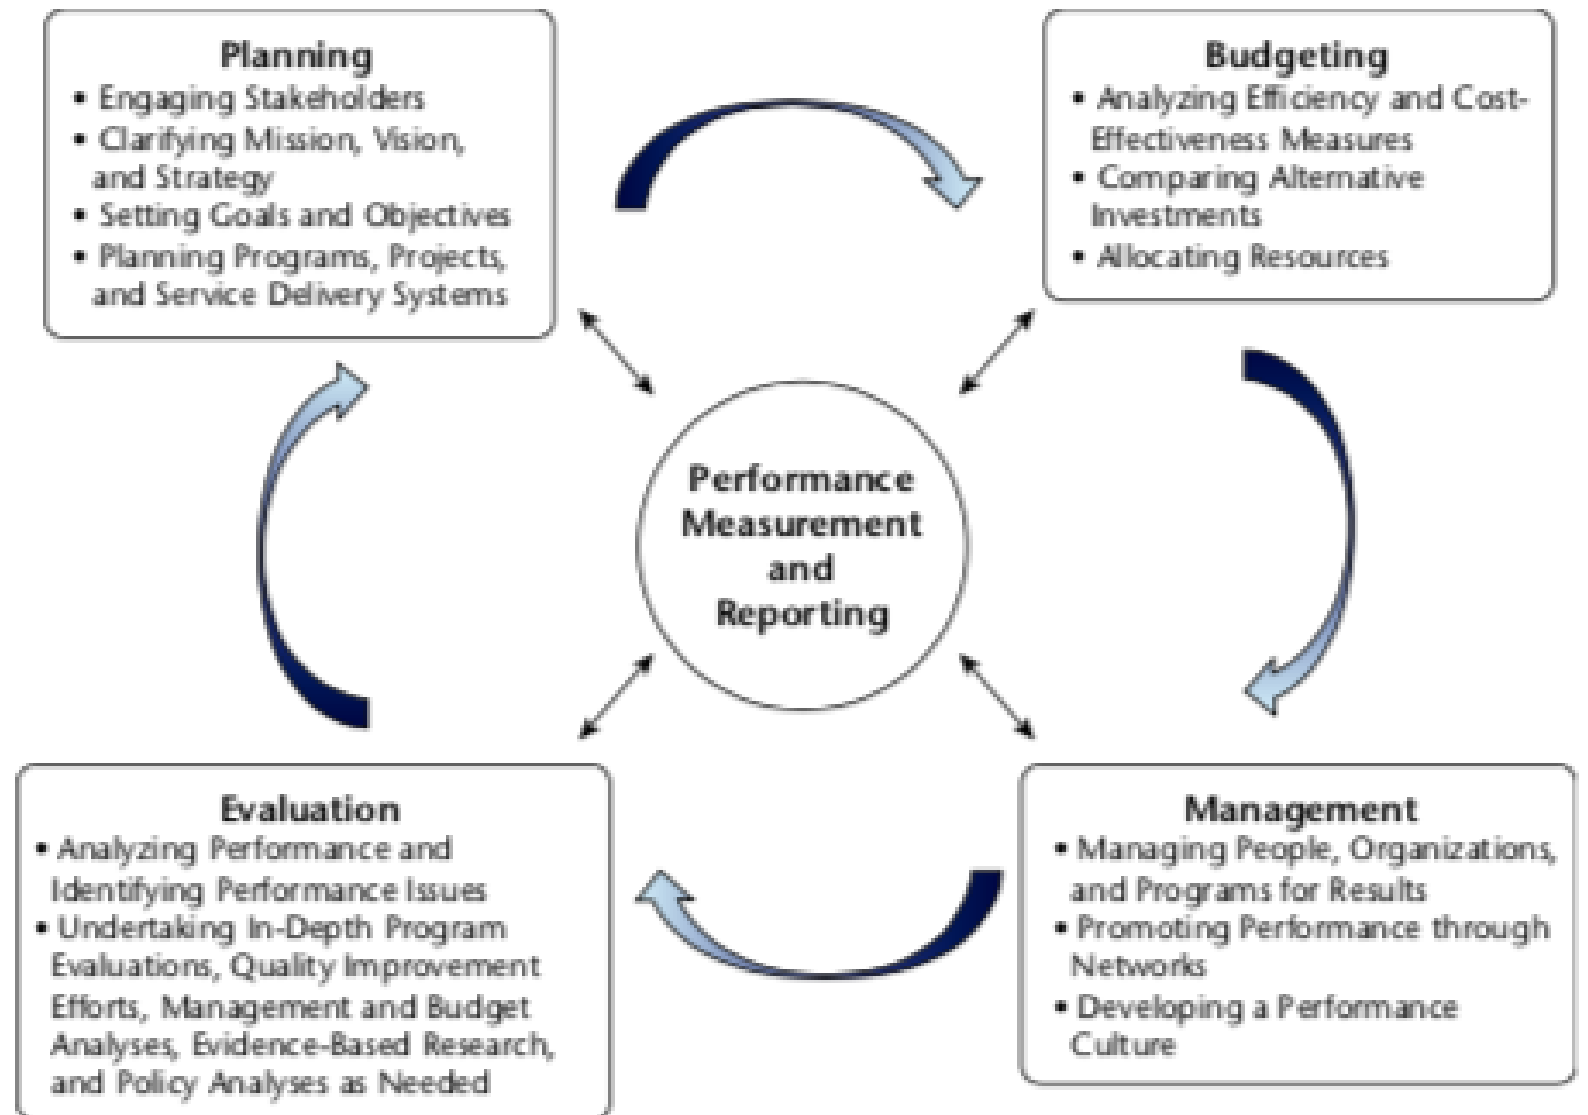 Planning
• Engaging Stakeholders
• Clarifying Mission, Vision,
and Strategy
• Setting Goals and Objectives
• Planning Programs, Projects,
and Service Delivery Systems
Budgeting
• Analyzing Efficiency and Cost-
Effectiveness Measures
• Comparing Alternative
Investments
• Allocating Resources
Performance
Measurement
and
Reporting
Evaluation
• Analyzing Performance and
Identifying Performance Issues
• Undertaking In-Depth Program
Evaluations, Quality Improvement
Efforts, Management and Budget
Analyses, Evidence-Based Research,
and Policy Analyses as Needed
Management
• Managing People, Organizations,
and Programs for Results
• Promoting Performance through
Networks
• Developing a Performance
Culture